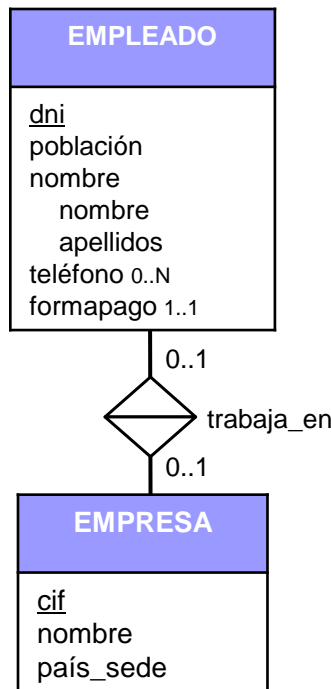 EMPLEADO
dni
población
nombre
nombre
apellidos
teléfono 0..N
formapago 1..1
0..1
trabaja_en
0..1
EMPRESA
cif
nombre
país_sede